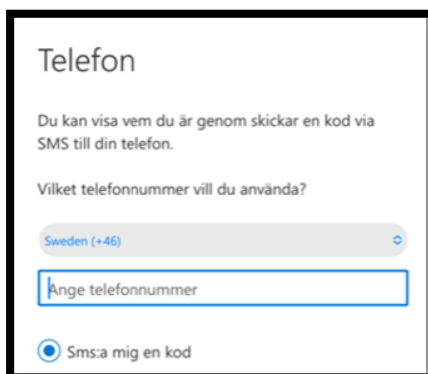 Telefon
Du kan visa vem du är genom skickar en kod via
SMS till din telefon.
Vilket telefonnummer vill du använda?
Sweden (+46)
Ange telefonnummer
Sms:a mig en kod